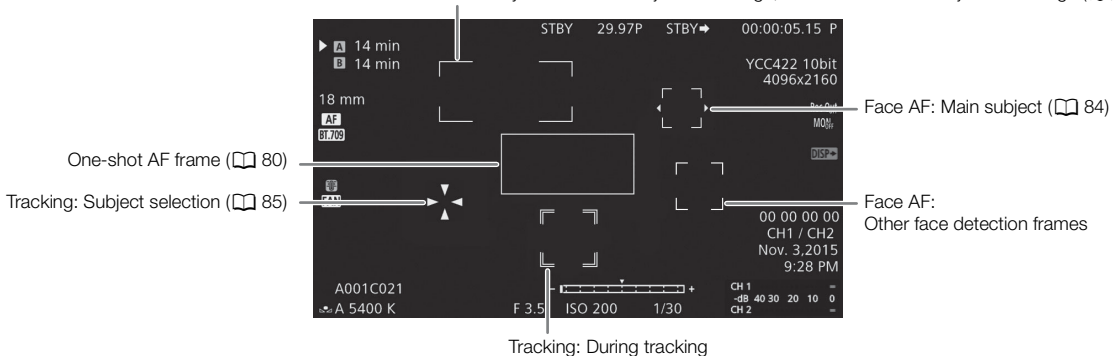 STBY 29.97P STBY 00:00:05.15 P
A 14 min
B 14 min
YCC422 10bit
4096x2160
18 mm
AF
BT.709
MON OFF
DISP
Face AF: Main subject ( 84)
One-shot AF frame ( 80)
Tracking: Subject selection ( 85)
FAN
Face AF:
Other face detection frames
00 00 00 00
CH1 / CH2
Nov. 3,2015
9:28 PM
A001C021
- +
CH 1
-dB 40 30 20 10 0
CH 2
A 5400 K F 3.5 ISO 200 1/30
Tracking: During tracking